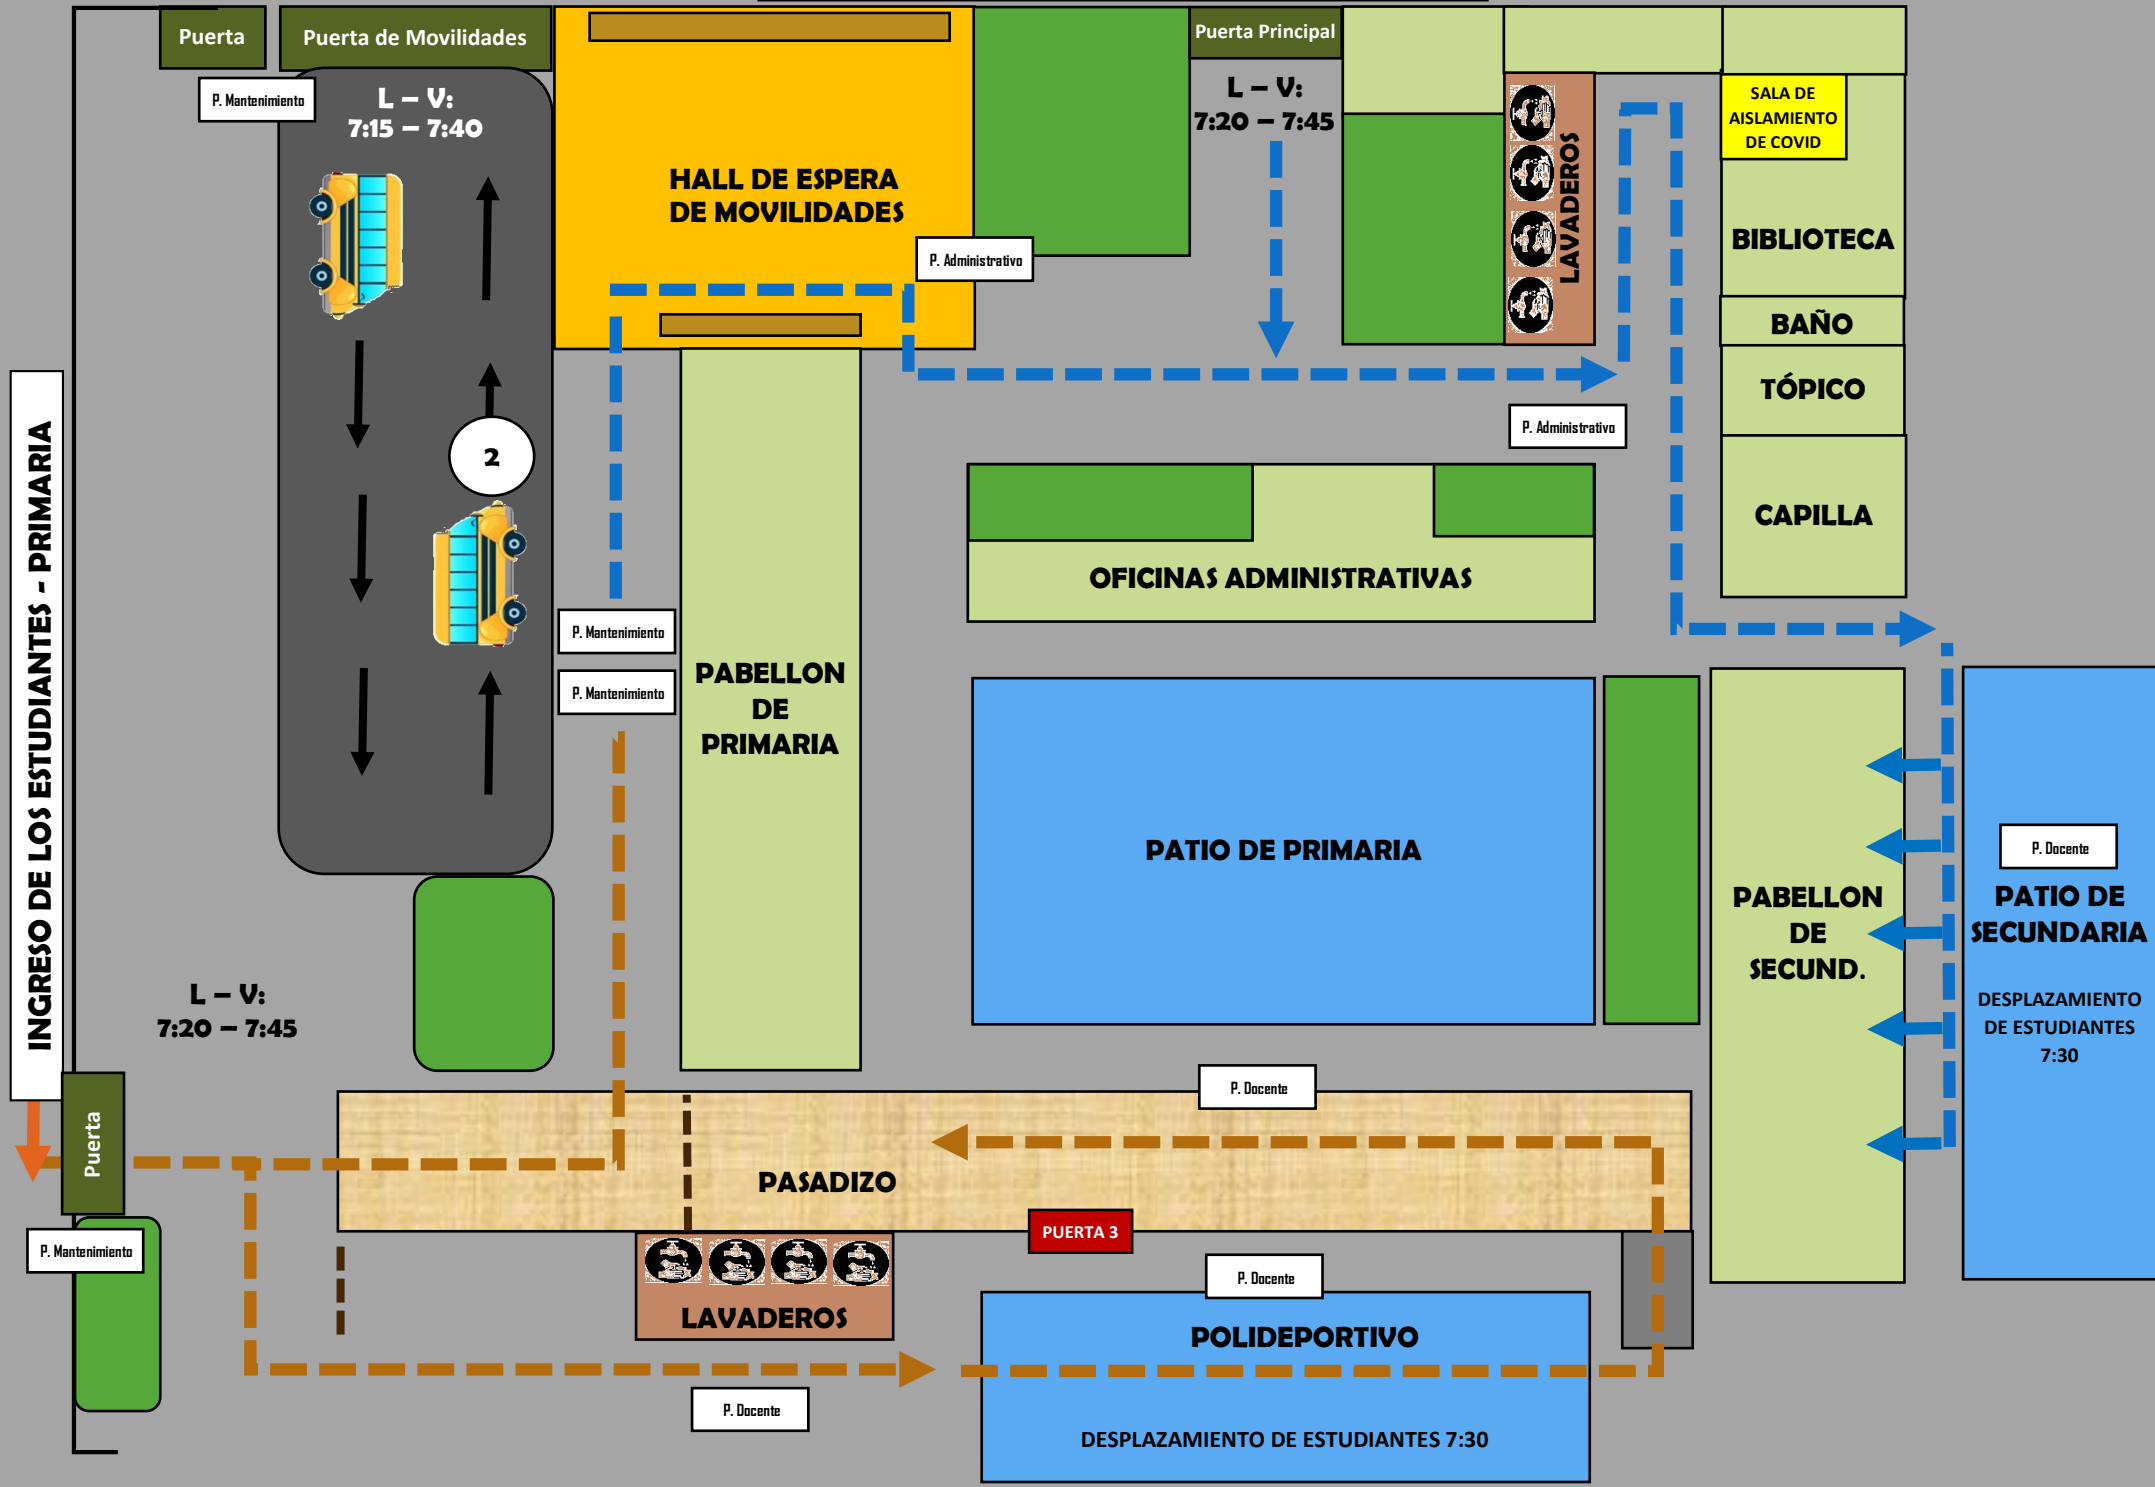 Puerta
Puerta de Movilidades
Puerta Principal
P. Mantenimiento
L – V:
7:15 – 7:40
L – V:
7:20 – 7:45
SALA DE
AISLAMIENTO
DE COVID
LAVADEROS
HALL DE ESPERA
DE MOVILIDADES
P. Administrativo
BIBLIOTECA
BAÑO
TÓPICO
P. Administrativo
CAPILLA
2
INGRESO DE LOS ESTUDIANTES - PRIMARIA
OFICINAS ADMINISTRATIVAS
P. Mantenimiento
P. Mantenimiento
PABELLON
DE
PRIMARIA
PATIO DE PRIMARIA
PABELLON
DE
SECUND.
P. Docente
PATIO DE
SECUNDARIA
DESPLAZAMIENTO
DE ESTUDIANTES
7:30
L – V:
7:20 – 7:45
P. Docente
Puerta
PASADIZO
PUERTA 3
P. Mantenimiento
P. Docente
LAVADEROS
POLIDEPORTIVO
P. Docente
DESPLAZAMIENTO DE ESTUDIANTES 7:30